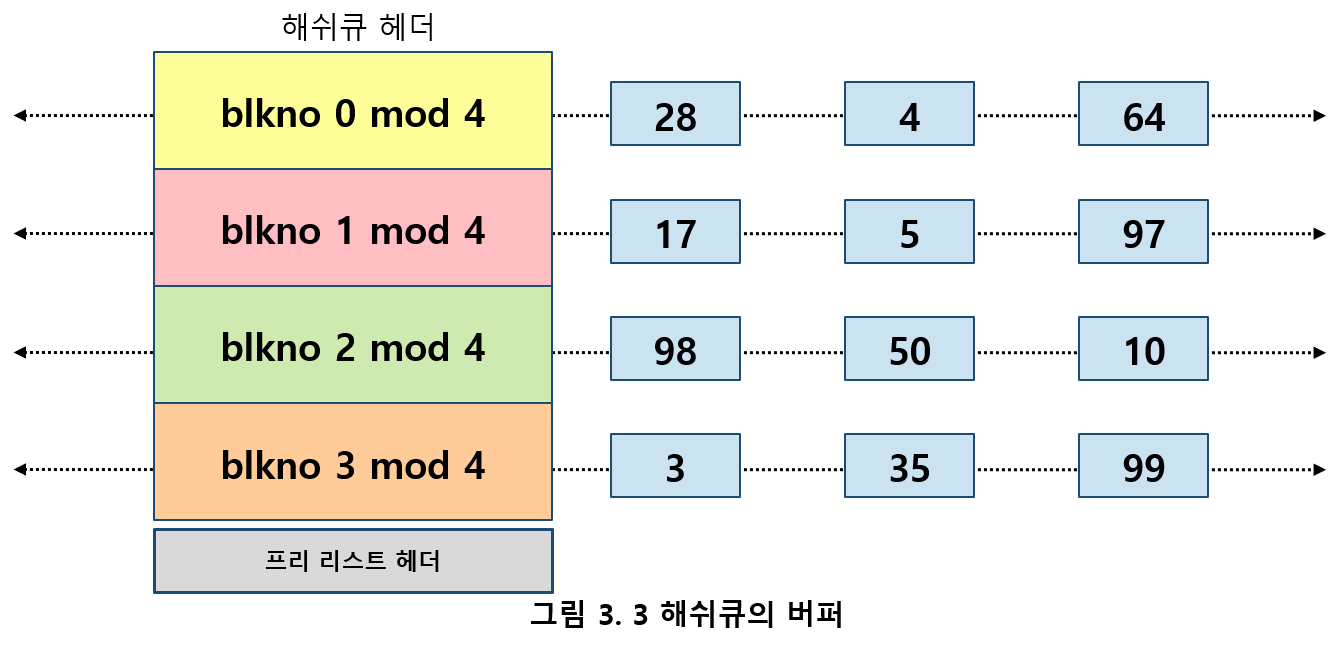 해쉬큐 헤더
blkno 0 mod 4 28 4 64
blkno 1 mod 4 17 5 97
blkno 2 mod 4 98 50 10
blkno 3 mod 4 3 35 99
프리 리스트 헤더
그림 3. 3 해쉬큐의 버퍼